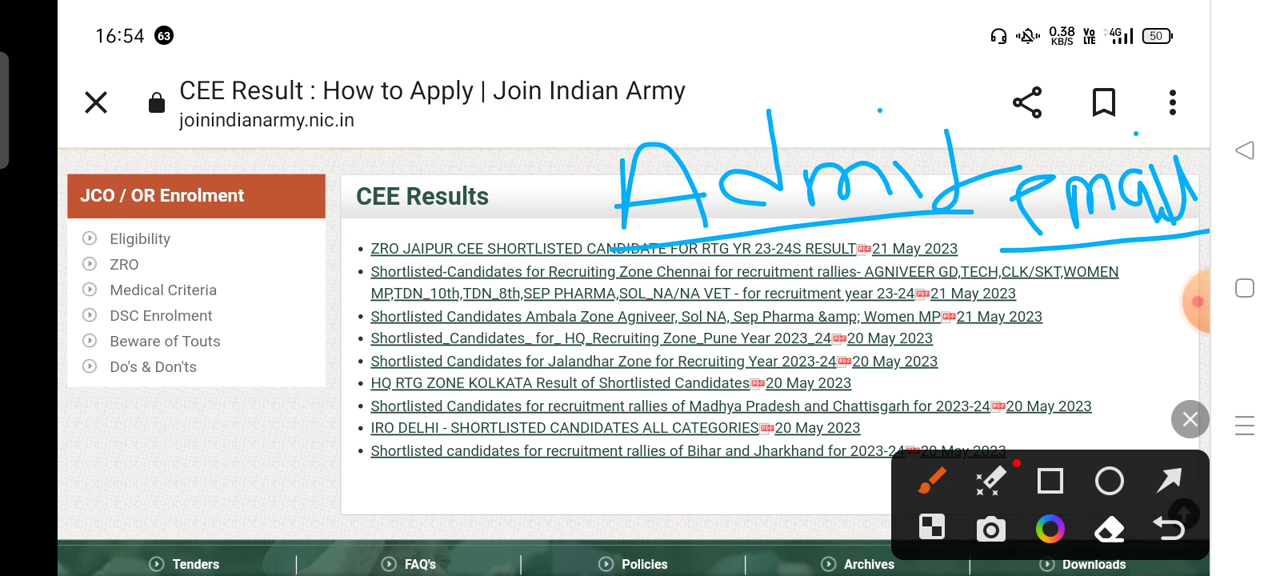 16:54 63 0.38 KB/S Vo LTE 4G 50
CEE Result : How to Apply | Join Indian Army
joinindianarmy.nic.in
Admit email
JCO / OR Enrolment
Eligibility
ZRO
Medical Criteria
DSC Enrolment
Beware of Touts
Do's & Don'ts
CEE Results
ZRO JAIPUR CEE SHORTLISTED CANDIDATE FOR RTG YR 23-24S RESULT 21 May 2023
Shortlisted-Candidates for Recruiting Zone Chennai for recruitment rallies- AGNIVEER GD,TECH,CLK/SKT,WOMEN
MP,TDN_10th,TDN_8th,SEP PHARMA,SOL_NA/NA VET - for recruitment year 23-24 21 May 2023
Shortlisted Candidates Ambala Zone Agniveer, Sol NA, Sep Pharma &amp; Women MP 21 May 2023
Shortlisted_Candidates_ for_ HQ_Recruiting Zone_Pune Year 2023_24 20 May 2023
Shortlisted Candidates for Jalandhar Zone for Recruiting Year 2023-24 20 May 2023
HQ RTG ZONE KOLKATA Result of Shortlisted Candidates 20 May 2023
Shortlisted Candidates for recruitment rallies of Madhya Pradesh and Chattisgarh for 2023-24 20 May 2023
IRO DELHI - SHORTLISTED CANDIDATES ALL CATEGORIES 20 May 2023
Shortlisted candidates for recruitment rallies of Bihar and Jharkhand for 2023-24 20 May 2023
Tenders FAQ's Policies Archives Downloads